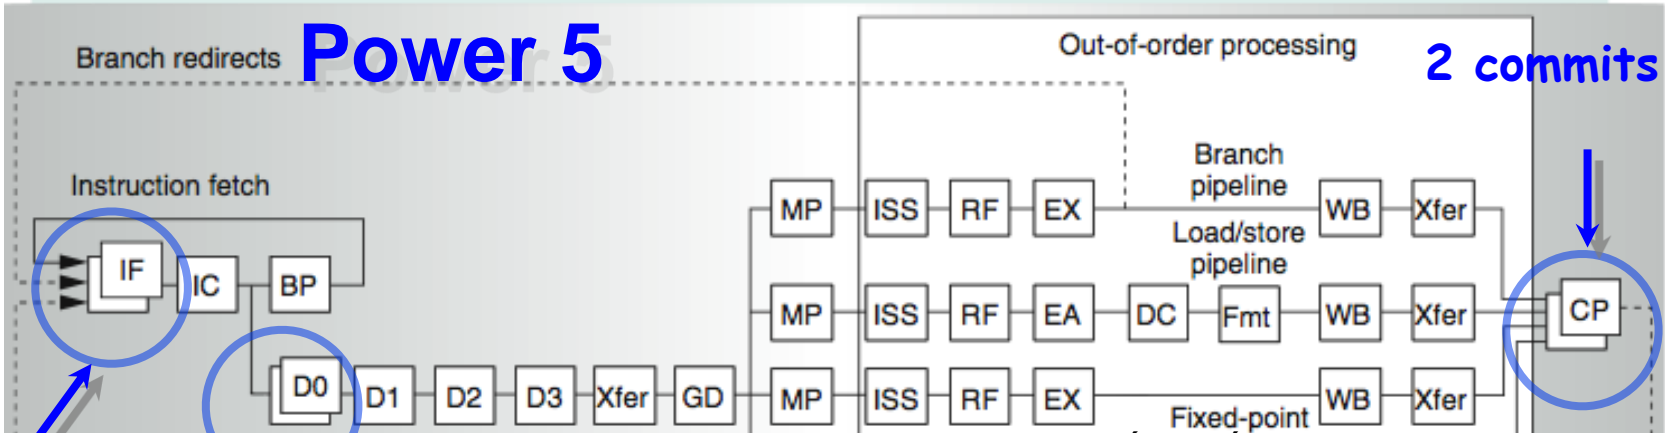 Branch redirects
Power 5
Out-of-order processing
2 commits
Instruction fetch
Branch
pipeline
MP ISS RF EX WB Xfer
Load/store
pipeline
IF IC BP
MP ISS RF EA DC Fmt WB Xfer
CP
D0 D1 D2 D3 Xfer GD
MP ISS RF EX WB Xfer
Fixed-point